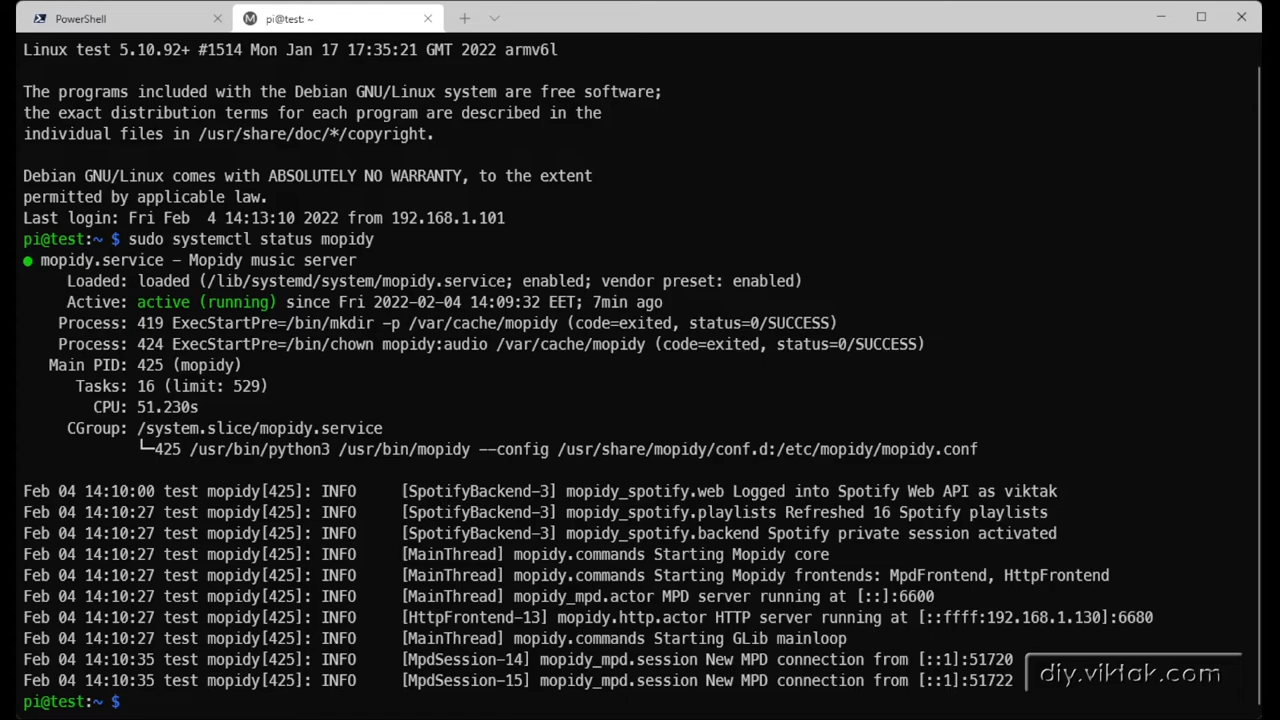 PowerShell
pi@test: ~
Linux test 5.10.92+ #1514 Mon Jan 17 17:35:21 GMT 2022 armv6l
The programs included with the Debian GNU/Linux system are free software;
the exact distribution terms for each program are described in the
individual files in /usr/share/doc/*/copyright.
Debian GNU/Linux comes with ABSOLUTELY NO WARRANTY, to the extent
permitted by applicable law.
Last login: Fri Feb  4 14:13:10 2022 from 192.168.1.101
pi@test:~ $ sudo systemctl status mopidy
● mopidy.service – Mopidy music server
Loaded: loaded (/lib/systemd/system/mopidy.service; enabled; vendor preset: enabled)
Active: active (running) since Fri 2022-02-04 14:09:32 EET; 7min ago
Process: 419 ExecStartPre=/bin/mkdir -p /var/cache/mopidy (code=exited, status=0/SUCCESS)
Process: 424 ExecStartPre=/bin/chown mopidy:audio /var/cache/mopidy (code=exited, status=0/SUCCESS)
Main PID: 425 (mopidy)
Tasks: 16 (limit: 529)
CPU: 51.230s
CGroup: /system.slice/mopidy.service
└─425 /usr/bin/python3 /usr/bin/mopidy --config /usr/share/mopidy/conf.d:/etc/mopidy/mopidy.conf
Feb 04 14:10:00 test mopidy[425]: INFO     [SpotifyBackend-3] mopidy_spotify.web Logged into Spotify Web API as viktak
Feb 04 14:10:27 test mopidy[425]: INFO     [SpotifyBackend-3] mopidy_spotify.playlists Refreshed 16 Spotify playlists
Feb 04 14:10:27 test mopidy[425]: INFO     [SpotifyBackend-3] mopidy_spotify.backend Spotify private session activated
Feb 04 14:10:27 test mopidy[425]: INFO     [MainThread] mopidy.commands Starting Mopidy core
Feb 04 14:10:27 test mopidy[425]: INFO     [MainThread] mopidy.commands Starting Mopidy frontends: MpdFrontend, HttpFrontend
Feb 04 14:10:27 test mopidy[425]: INFO     [MainThread] mopidy_mpd.actor MPD server running at [::]:6600
Feb 04 14:10:27 test mopidy[425]: INFO     [HttpFrontend-13] mopidy.http.actor HTTP server running at [::ffff:192.168.1.130]:6680
Feb 04 14:10:27 test mopidy[425]: INFO     [MainThread] mopidy.commands Starting GLib mainloop
Feb 04 14:10:35 test mopidy[425]: INFO     [MpdSession-14] mopidy_mpd.session New MPD connection from [::1]:51720
Feb 04 14:10:35 test mopidy[425]: INFO     [MpdSession-15] mopidy_mpd.session New MPD connection from [::1]:51722
pi@test:~ $
diy.viktak.com